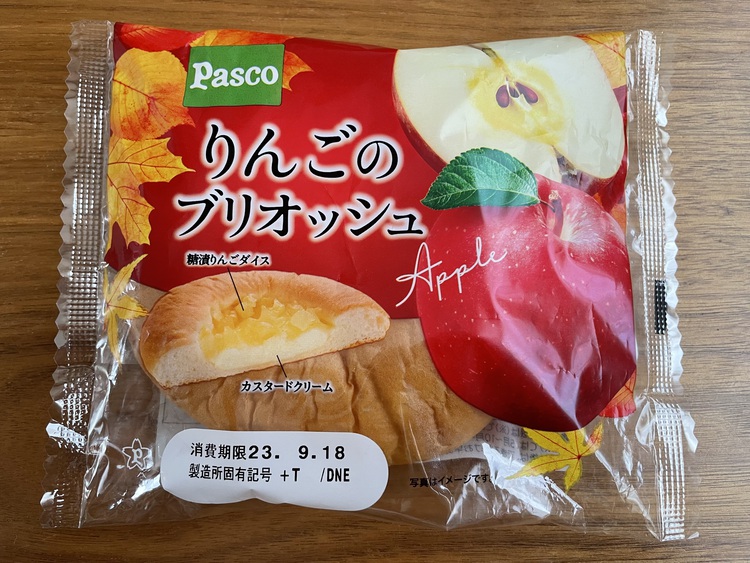 Pasco
りんごの
ブリオッシュ
Apple
糖漬りんごダイス
カスタードクリーム
消費期限23. 9.18
製造所固有記号 +T /DNE
写真はイメージです